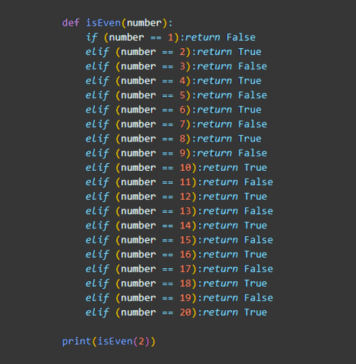 def isEven(number):
    if (number == 1):return False
    elif (number == 2):return True
    elif (number == 3):return False
    elif (number == 4):return True
    elif (number == 5):return False
    elif (number == 6):return True
    elif (number == 7):return False
    elif (number == 8):return True
    elif (number == 9):return False
    elif (number == 10):return True
    elif (number == 11):return False
    elif (number == 12):return True
    elif (number == 13):return False
    elif (number == 14):return True
    elif (number == 15):return False
    elif (number == 16):return True
    elif (number == 17):return False
    elif (number == 18):return True
    elif (number == 19):return False
    elif (number == 20):return True
print(isEven(2))